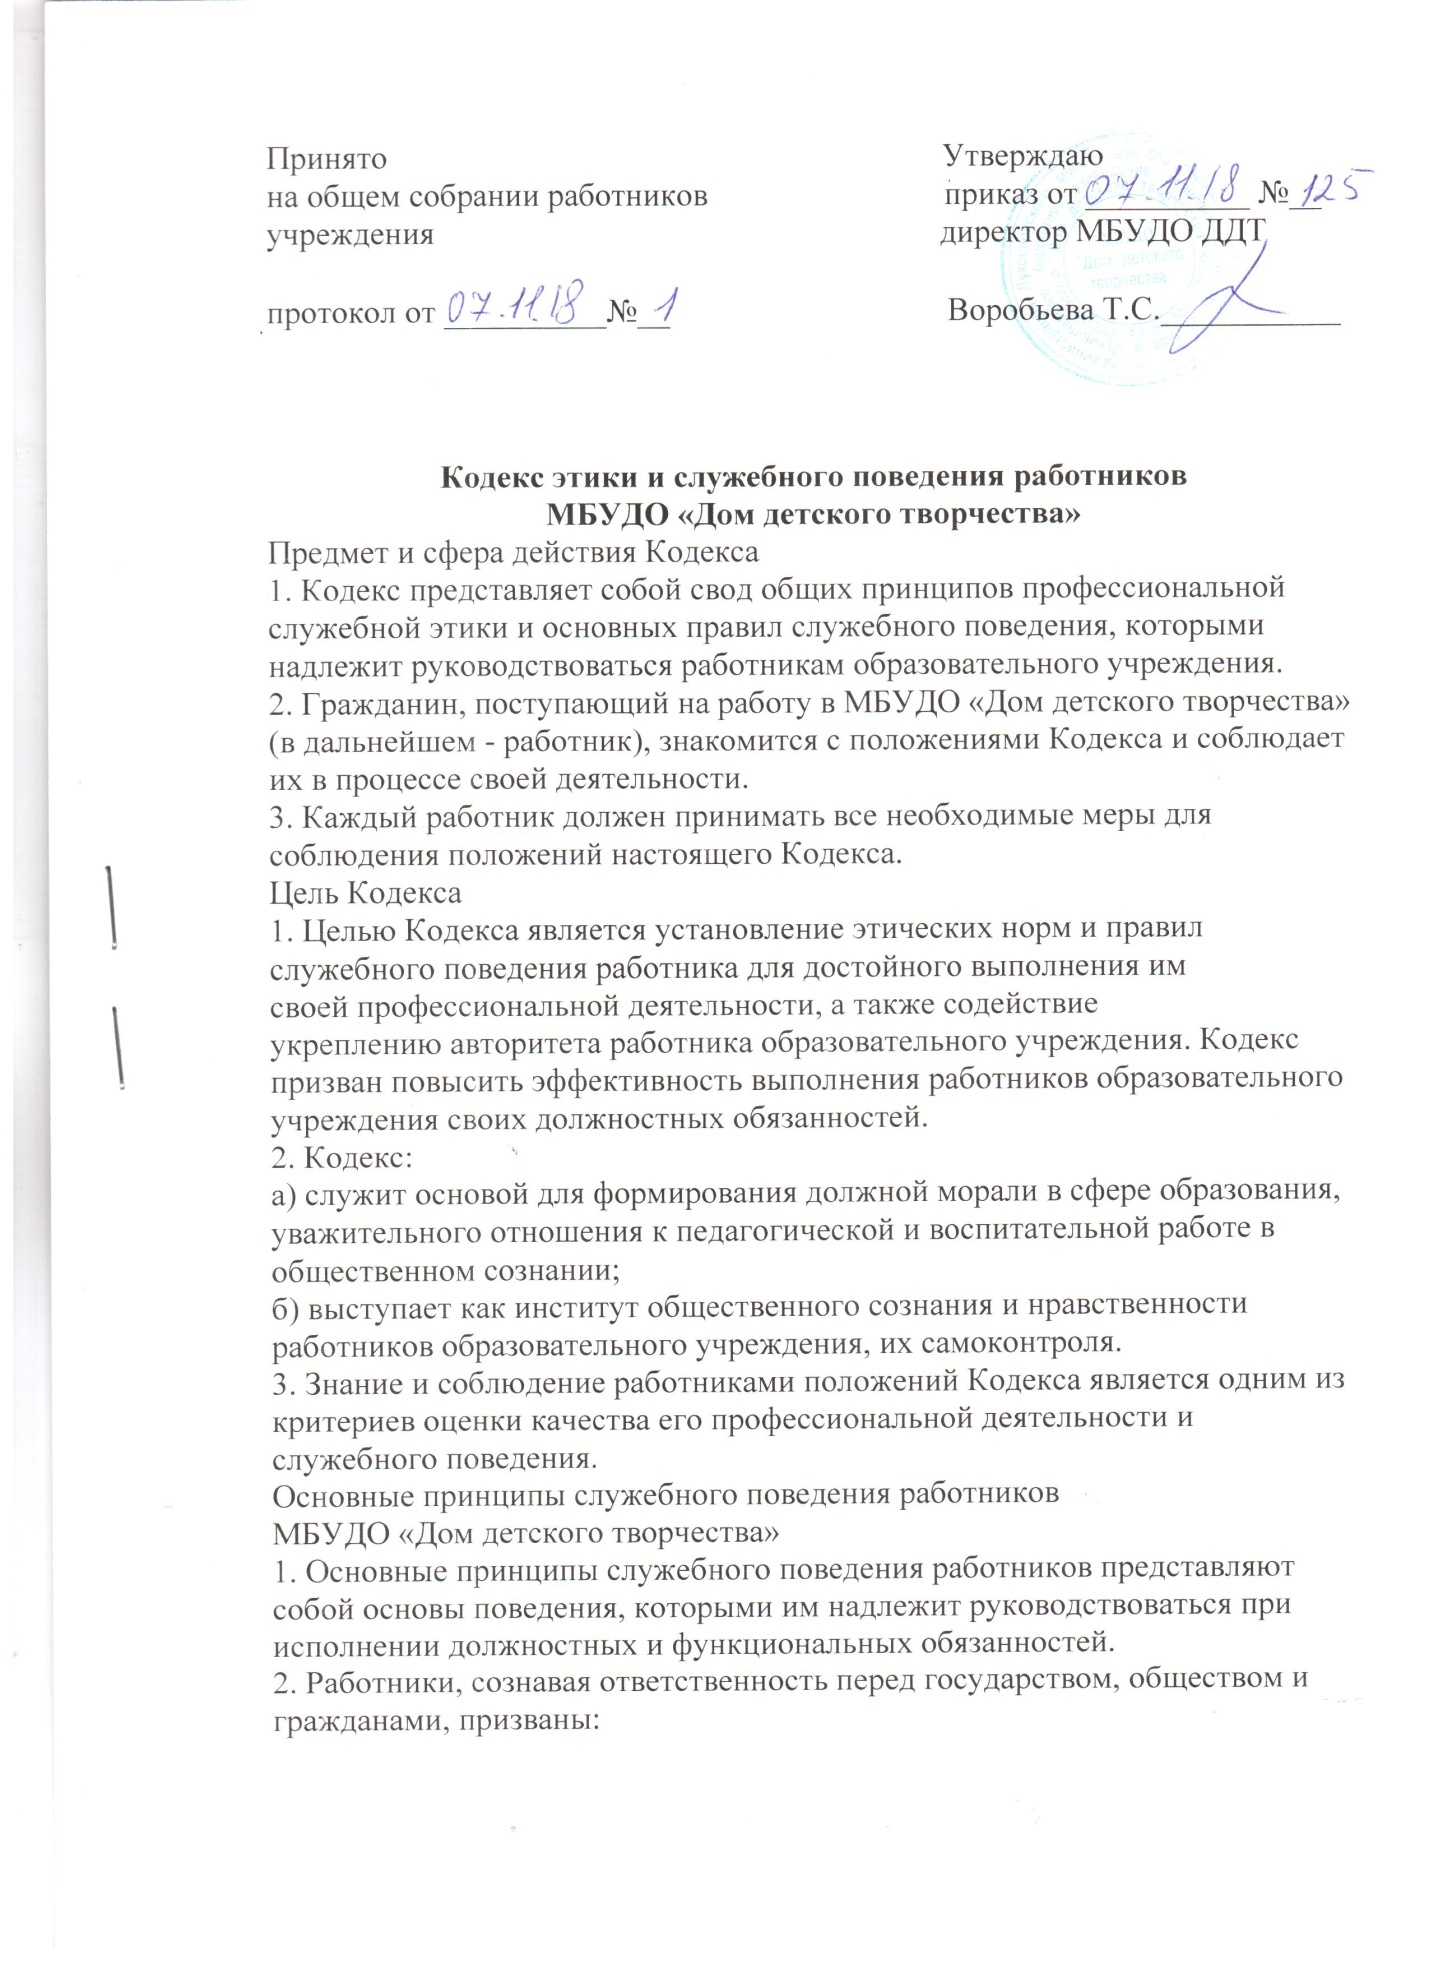 Принято
на общем собрании работников
учреждения
протокол от 07.11.18 № 1
Утверждаю
приказ от 07.11.18 № 125
директор МБУДО ДДТ
Воробьева Т.С.
Дом детского
творчества
Кодекс этики и служебного поведения работников
МБУДО «Дом детского творчества»
Предмет и сфера действия Кодекса
1. Кодекс представляет собой свод общих принципов профессиональной
служебной этики и основных правил служебного поведения, которыми
надлежит руководствоваться работникам образовательного учреждения.
2. Гражданин, поступающий на работу в МБУДО «Дом детского творчества»
(в дальнейшем - работник), знакомится с положениями Кодекса и соблюдает
их в процессе своей деятельности.
3. Каждый работник должен принимать все необходимые меры для
соблюдения положений настоящего Кодекса.
Цель Кодекса
1. Целью Кодекса является установление этических норм и правил
служебного поведения работника для достойного выполнения им
своей профессиональной деятельности, а также содействие
укреплению авторитета работника образовательного учреждения. Кодекс
призван повысить эффективность выполнения работников образовательного
учреждения своих должностных обязанностей.
2. Кодекс:
а) служит основой для формирования должной морали в сфере образования,
уважительного отношения к педагогической и воспитательной работе в
общественном сознании;
б) выступает как институт общественного сознания и нравственности
работников образовательного учреждения, их самоконтроля.
3. Знание и соблюдение работниками положений Кодекса является одним из
критериев оценки качества его профессиональной деятельности и
служебного поведения.
Основные принципы служебного поведения работников
МБУДО «Дом детского творчества»
1. Основные принципы служебного поведения работников представляют
собой основы поведения, которыми им надлежит руководствоваться при
исполнении должностных и функциональных обязанностей.
2. Работники, сознавая ответственность перед государством, обществом и
гражданами, призваны: